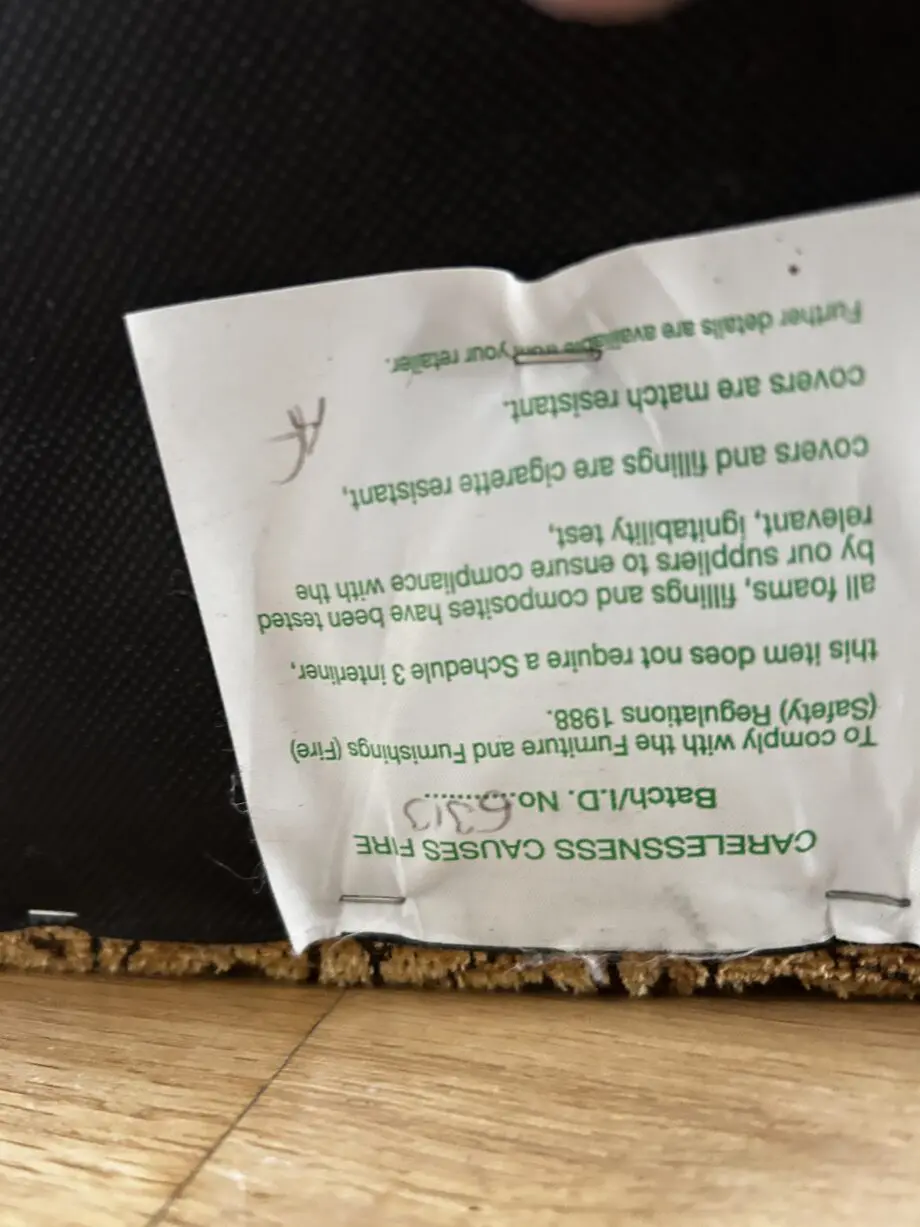 CARELESSNESS CAUSES FIRE
Batch/I.D. No. 6313
To comply with the Furniture and Furnishings (Fire)
(Safety) Regulations 1988.
this item does not require a Schedule 3 interliner,
all foams, fillings and composites have been tested
by our suppliers to ensure compliance with the
relevant, ignitability test,
covers and fillings are cigarette resistant,
covers are match resistant.
Further details are available from your retailer.